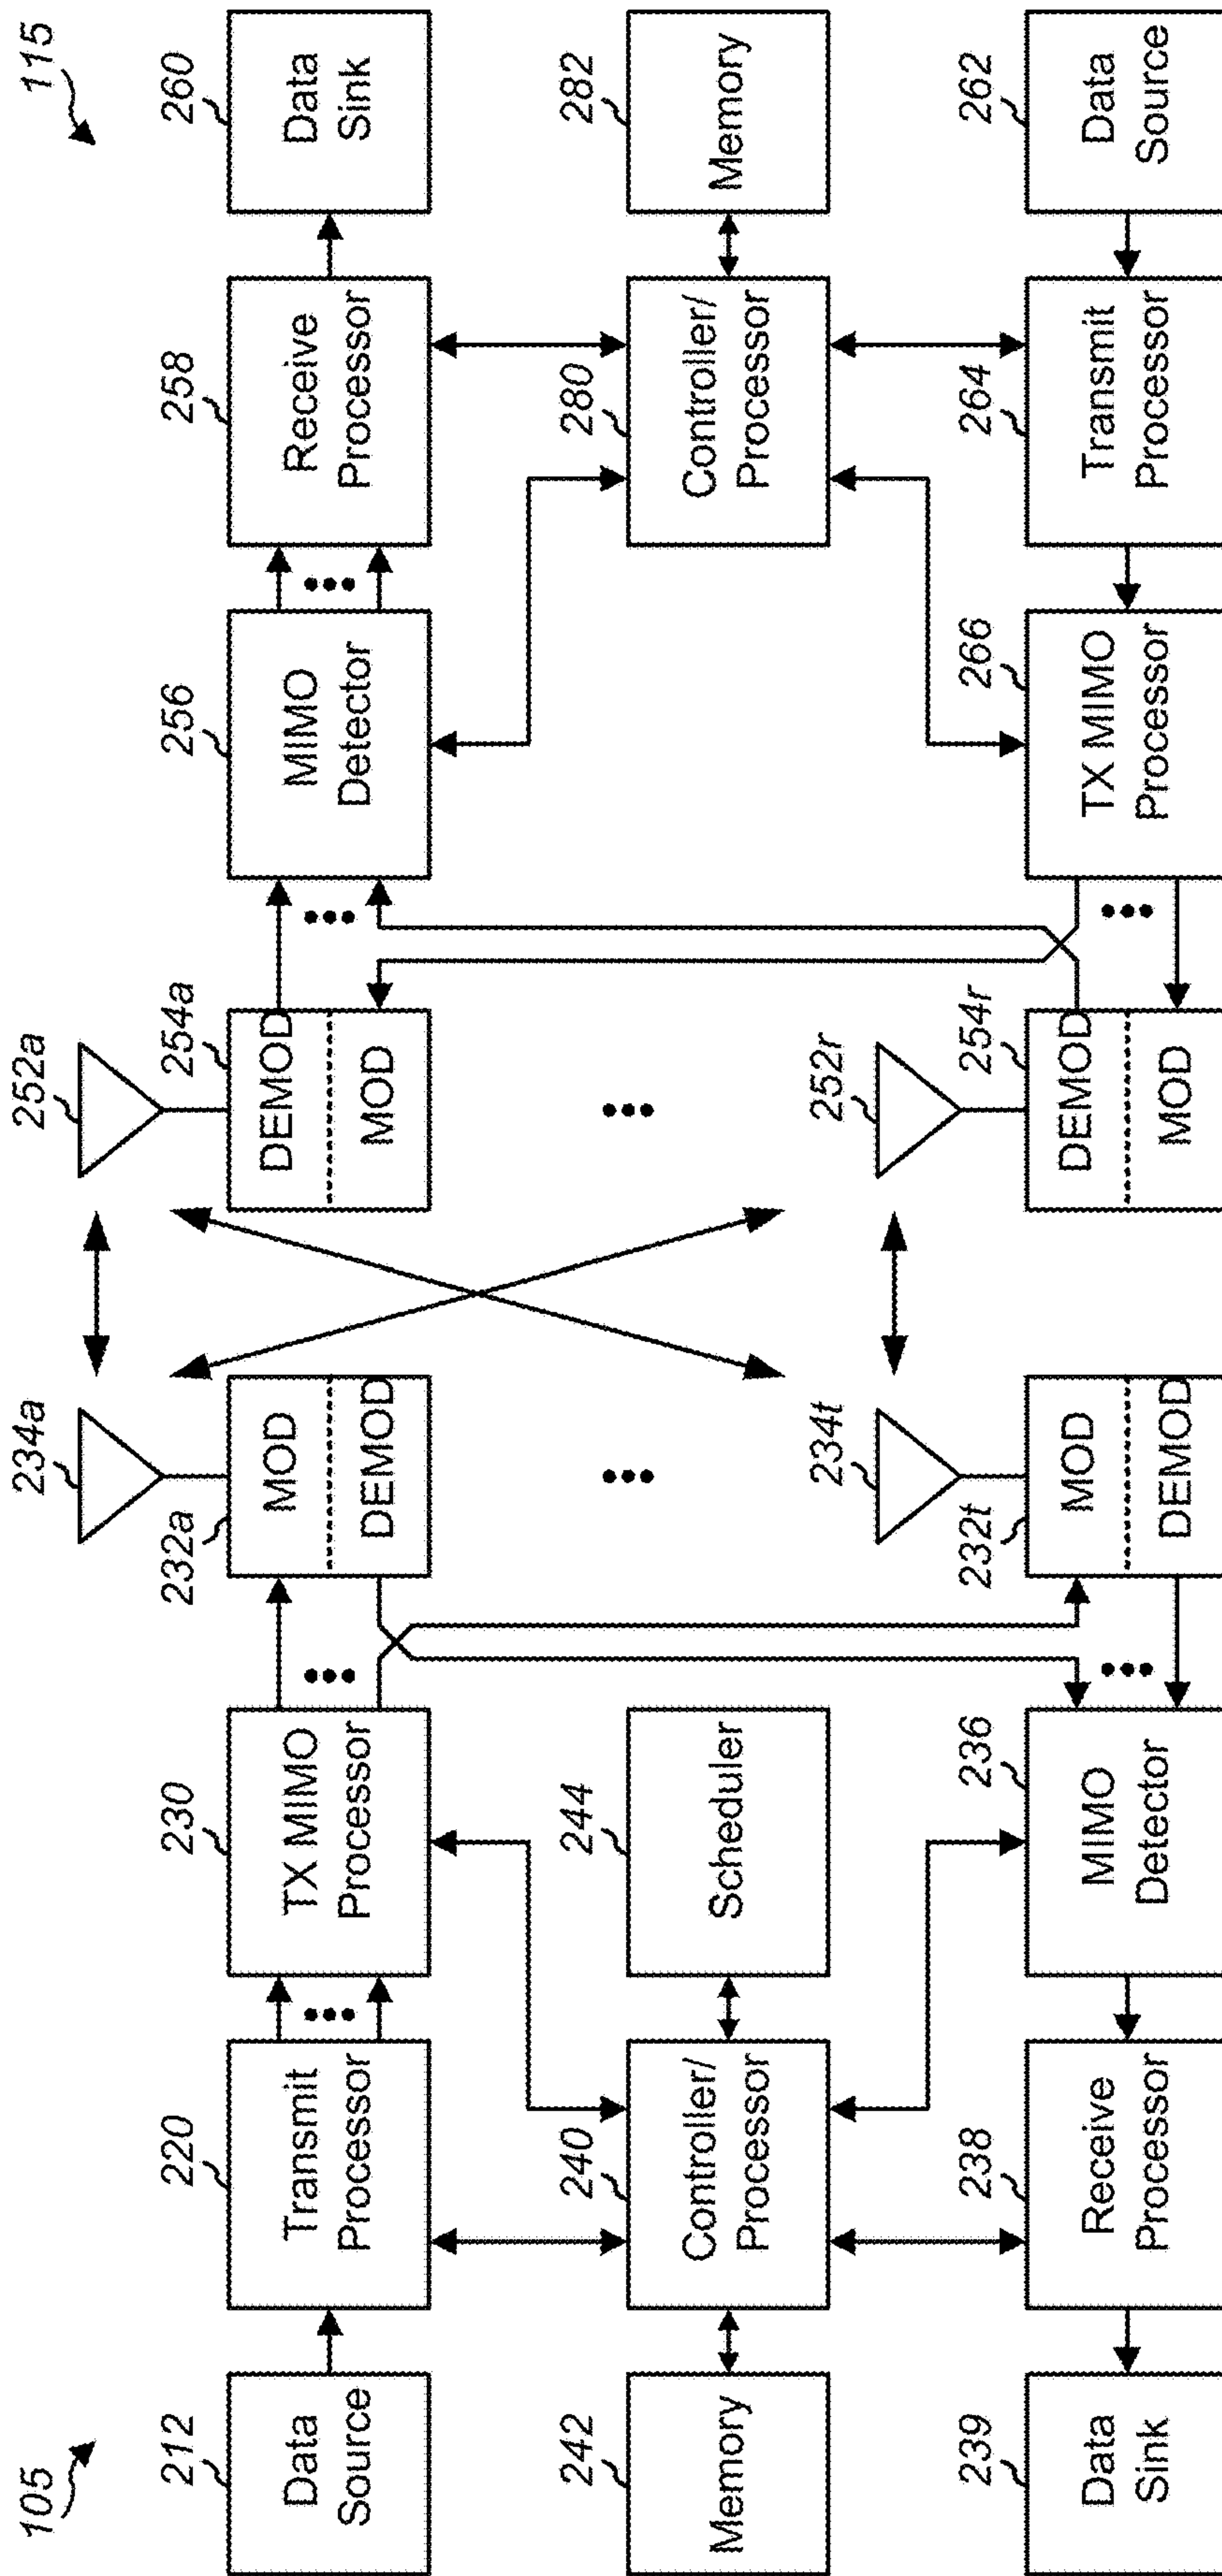 105
115
212
Data
Source
220
Transmit
Processor
230
TX MIMO
Processor
•••
•••
232a
MOD
DEMOD
234a
252a
254a
DEMOD
MOD
•••
256
MIMO
Detector
•••
258
Receive
Processor
260
Data
Sink
242
Memory
240
Controller/
Processor
244
Scheduler
•••
•••
280
Controller/
Processor
282
Memory
239
Data
Sink
238
Receive
Processor
236
MIMO
Detector
•••
232t
MOD
DEMOD
234t
252r
254r
DEMOD
MOD
•••
266
TX MIMO
Processor
264
Transmit
Processor
262
Data
Source